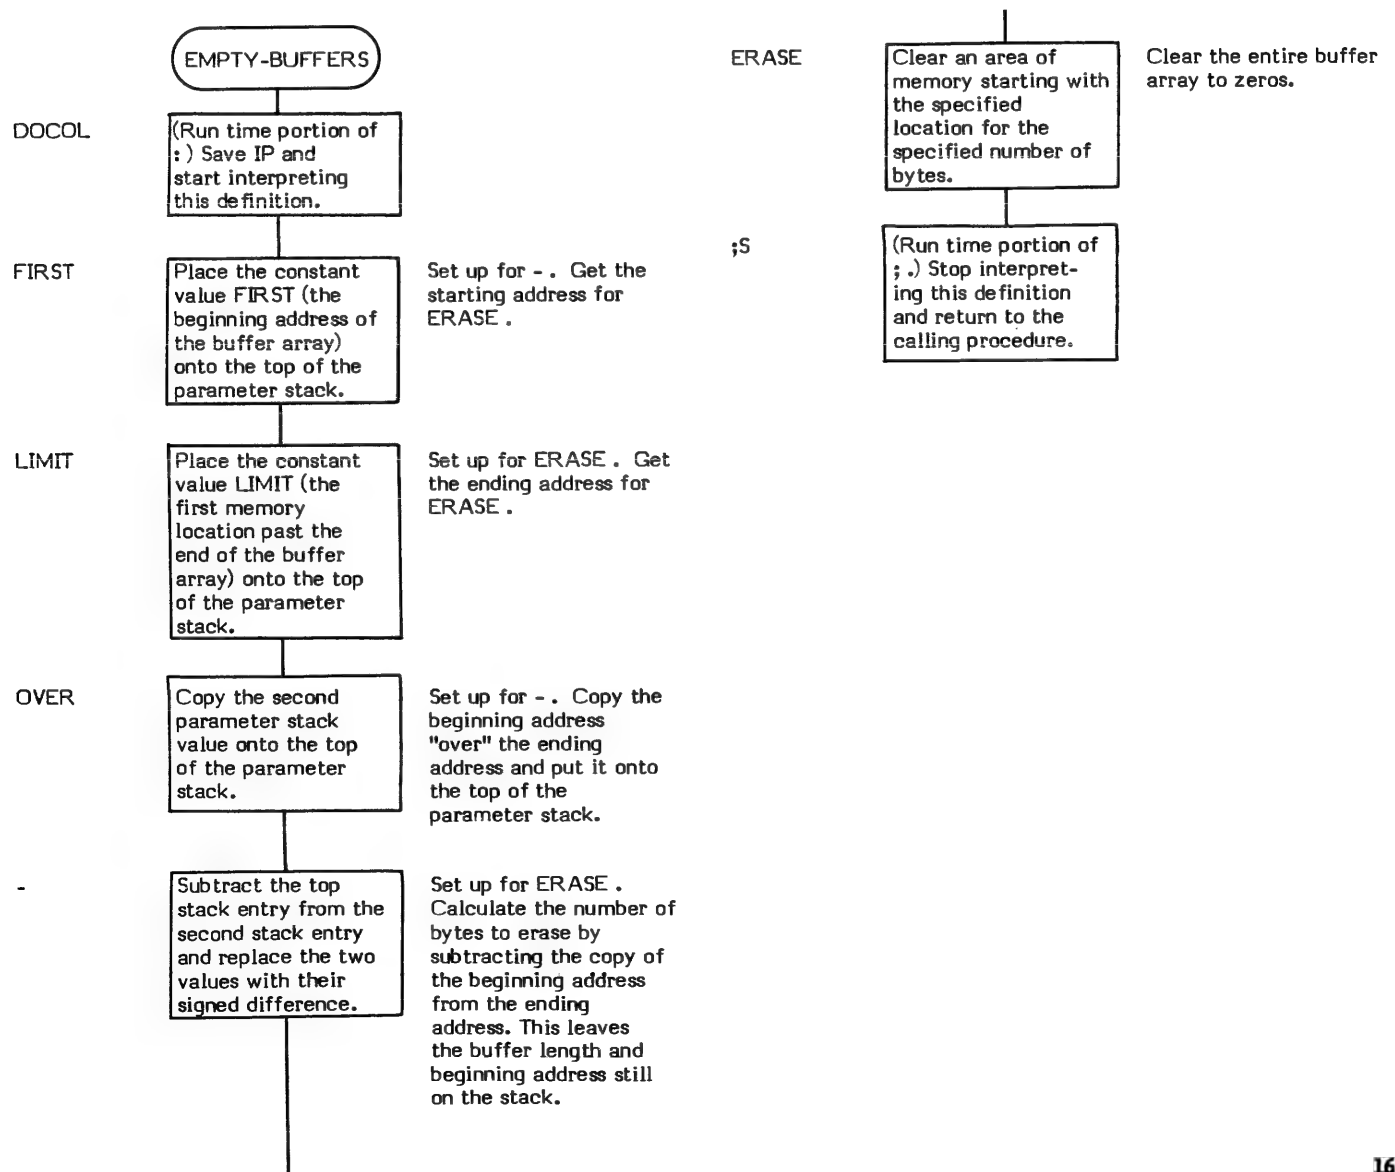 EMPTY-BUFFERS
DOCOL
(Run time portion of
: ) Save IP and
start interpreting
this definition.
FIRST
Place the constant
value FIRST (the
beginning address of
the buffer array)
onto the top of the
parameter stack.
Set up for - . Get the
starting address for
ERASE .
LIMIT
Place the constant
value LIMIT (the
first memory
location past the
end of the buffer
array) onto the top
of the parameter
stack.
Set up for ERASE . Get
the ending address for
ERASE .
OVER
Copy the second
parameter stack
value onto the top
of the parameter
stack.
Set up for - . Copy the
beginning address
"over" the ending
address and put it onto
the top of the
parameter stack.
-
Subtract the top
stack entry from the
second stack entry
and replace the two
values with their
signed difference.
Set up for ERASE .
Calculate the number of
bytes to erase by
subtracting the copy of
the beginning address
from the ending
address. This leaves
the buffer length and
beginning address still
on the stack.
ERASE
Clear an area of
memory starting with
the specified
location for the
specified number of
bytes.
Clear the entire buffer
array to zeros.
;S
(Run time portion of
; .) Stop interpret-
ing this definition
and return to the
calling procedure.
16